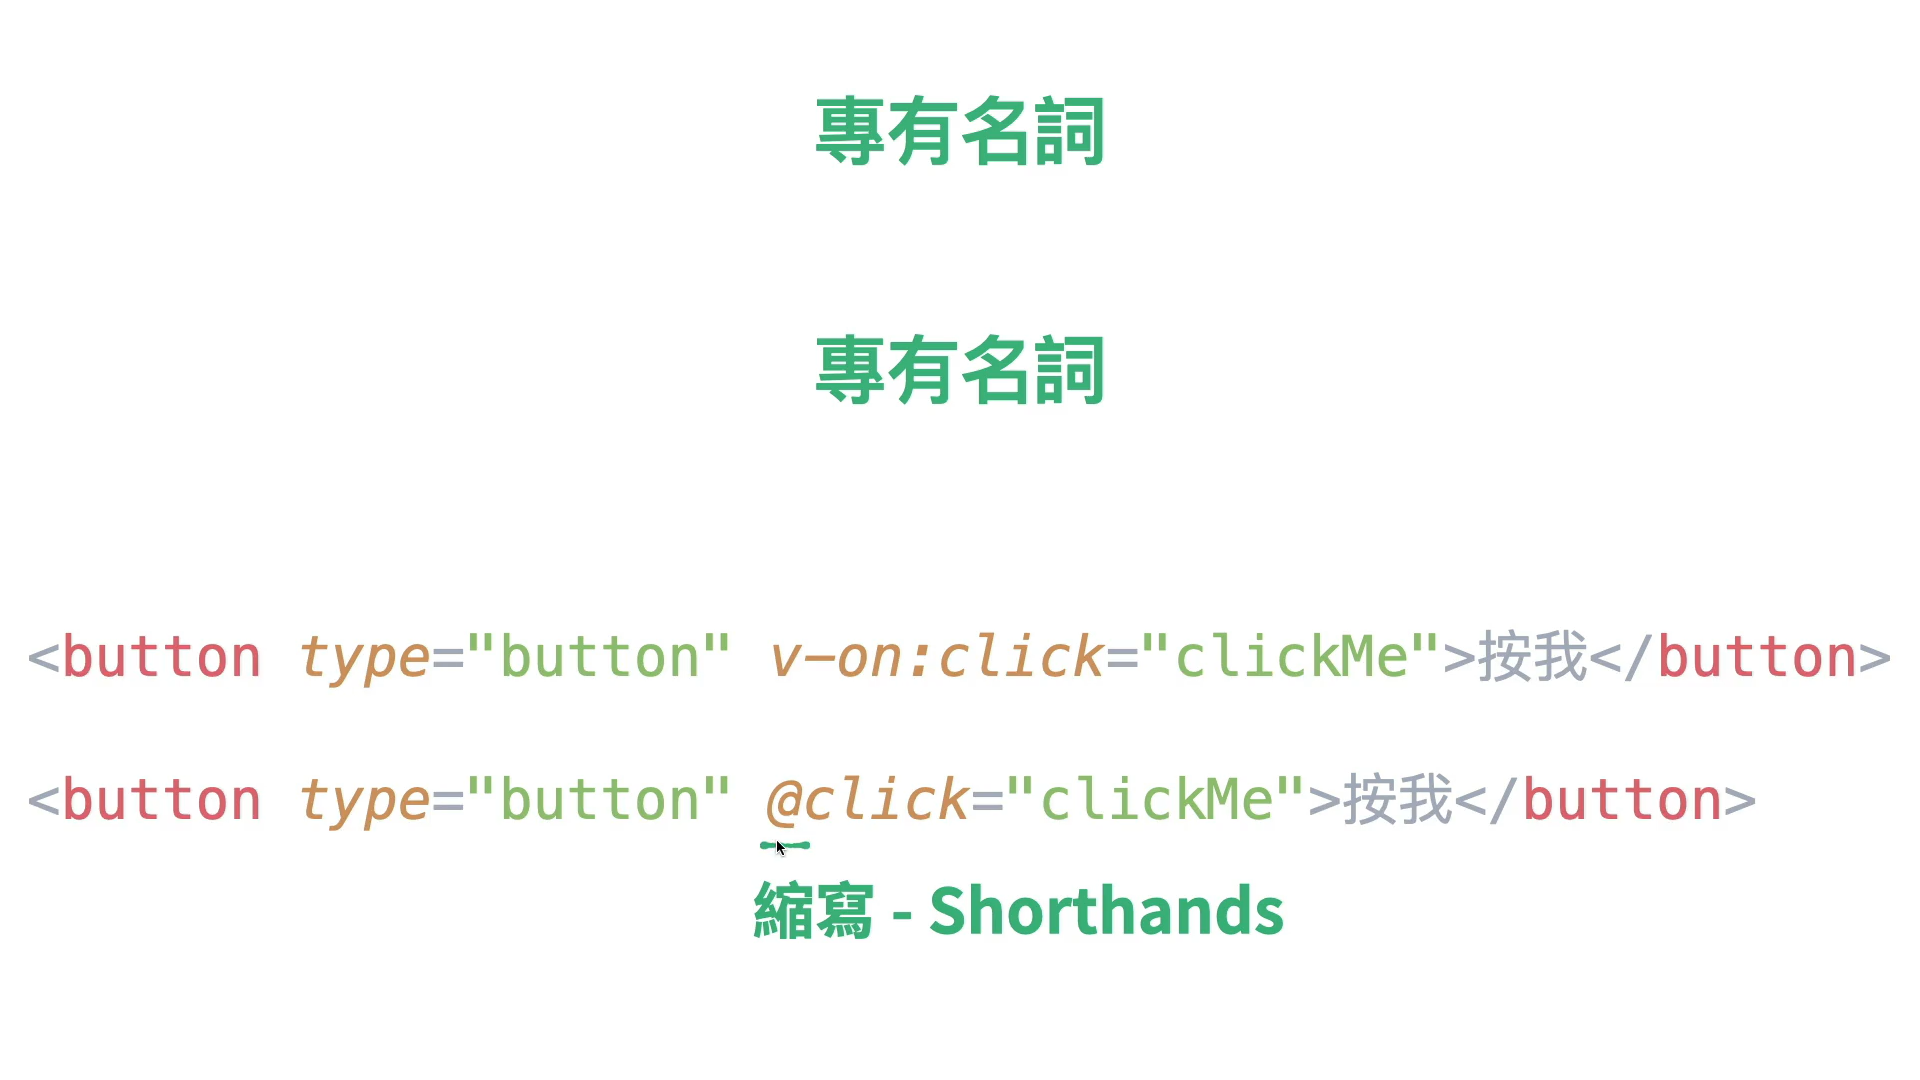 專有名詞
專有名詞
<button type="button" v-on:click="clickMe">按我</button>
<button type="button" @click="clickMe">按我</button>
縮寫 - Shorthands